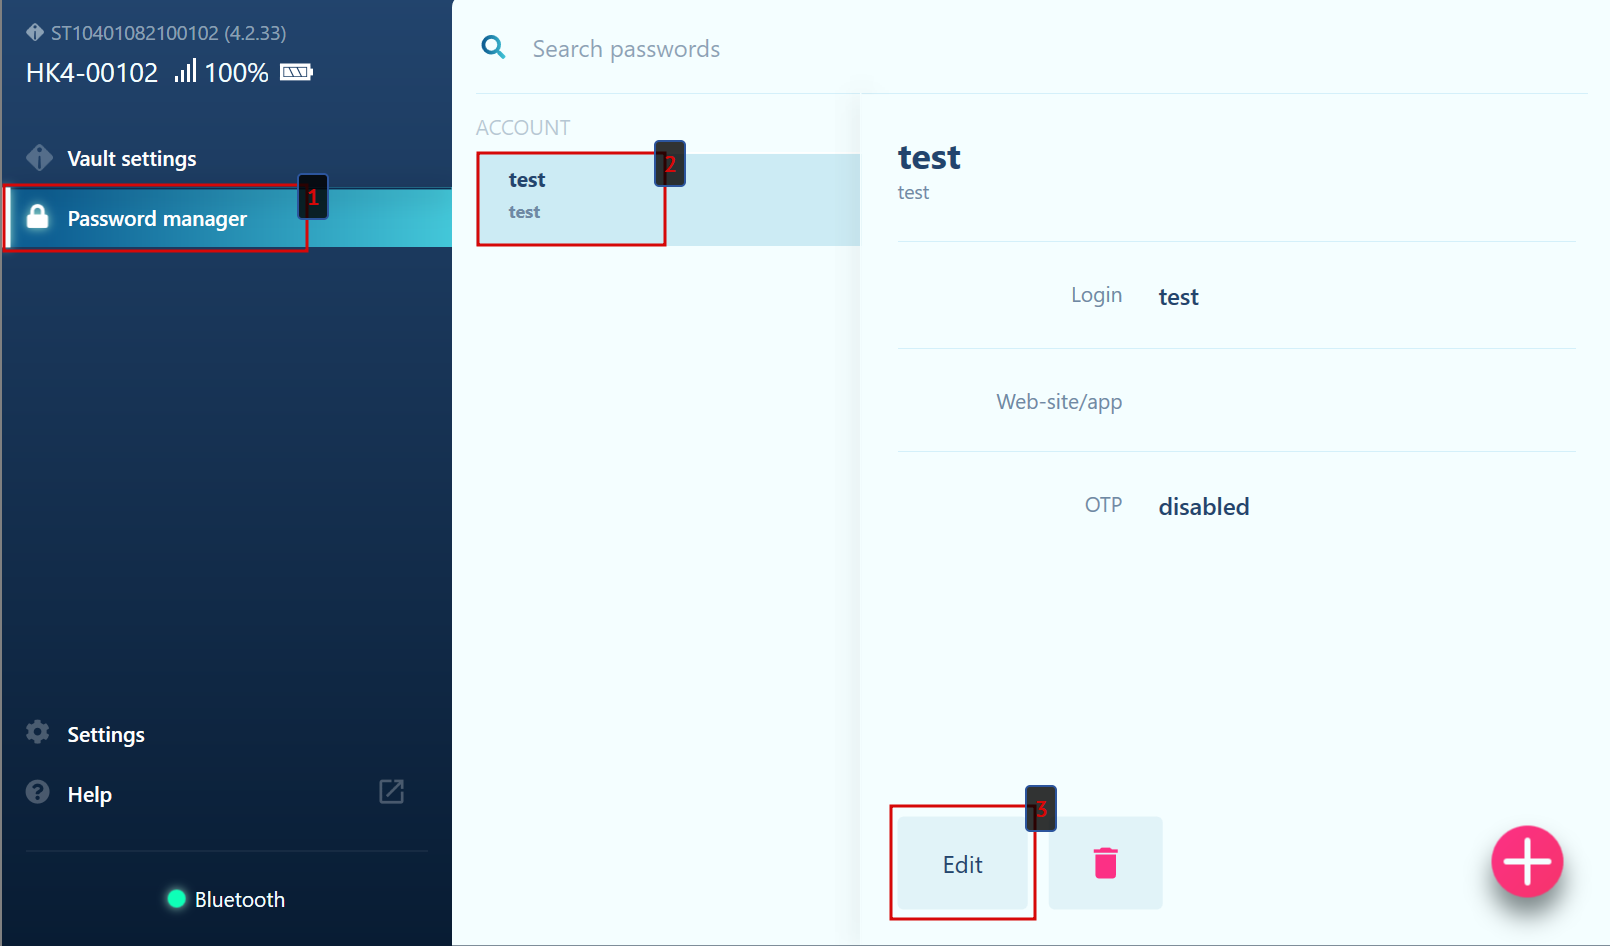 ST10401082100102 (4.2.33)
HK4-00102 100%
Vault settings
Password manager
1
Settings
Help
Bluetooth
Search passwords
ACCOUNT
test
test
2
test
test
Login test
Web-site/app
OTP disabled
Edit
3